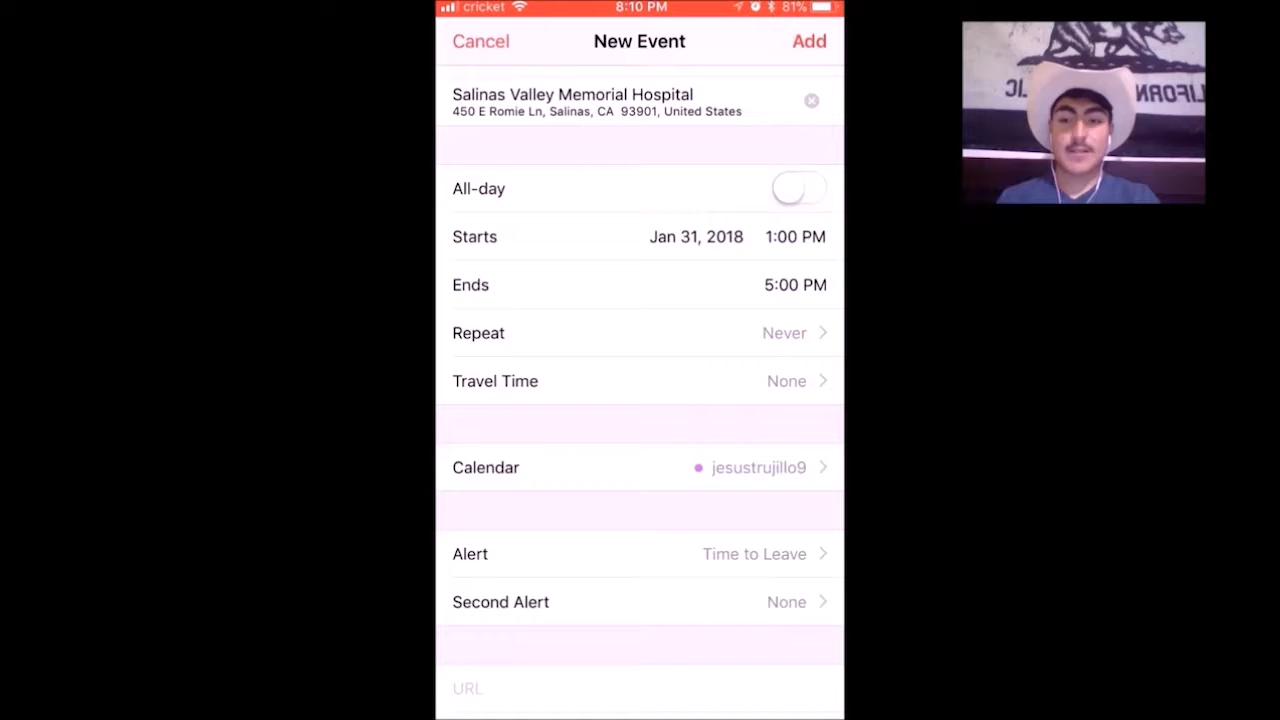 cricket 8:10 PM 81%
Cancel New Event Add
Salinas Valley Memorial Hospital
450 E Romie Ln, Salinas, CA 93901, United States
All-day
Starts Jan 31, 2018 1:00 PM
Ends 5:00 PM
Repeat Never
Travel Time None
Calendar jesustrujillo9
Alert Time to Leave
Second Alert None
URL